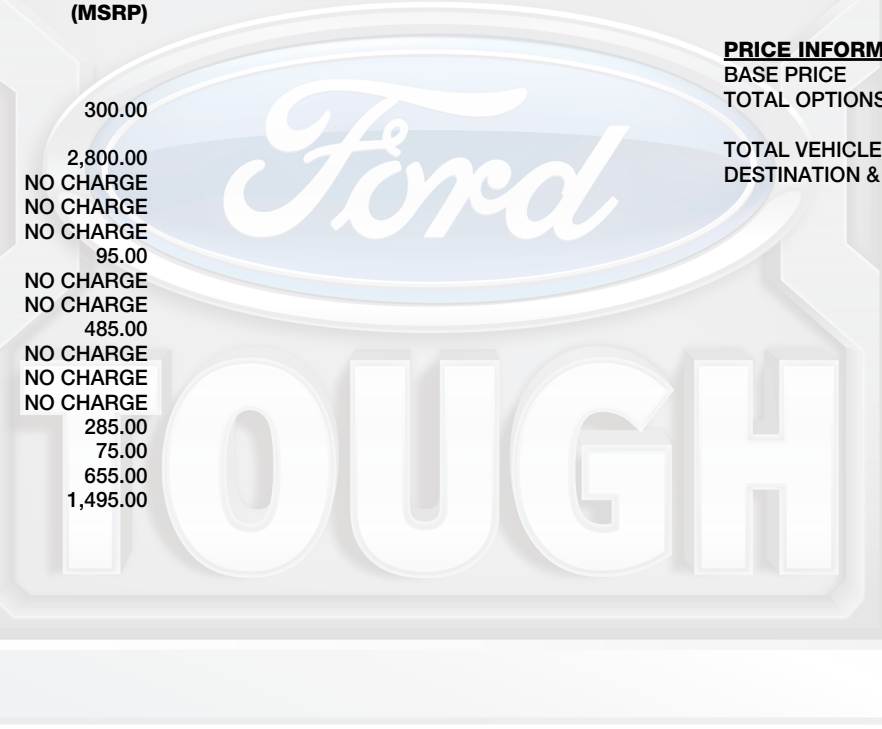 (MSRP)
300.00
2,800.00
NO CHARGE
NO CHARGE
NO CHARGE
95.00
NO CHARGE
NO CHARGE
485.00
NO CHARGE
NO CHARGE
NO CHARGE
285.00
75.00
655.00
1,495.00
PRICE INFORM
BASE PRICE
TOTAL OPTIONS
TOTAL VEHICLE
DESTINATION &
Ford
TOUGH